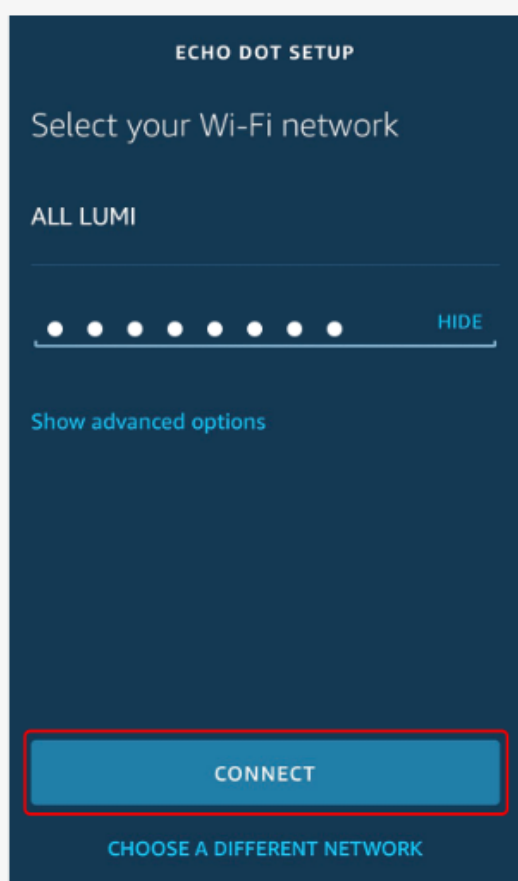 ECHO DOT SETUP
Select your Wi-Fi network
ALL LUMI
HIDE
Show advanced options
CONNECT
CHOOSE A DIFFERENT NETWORK